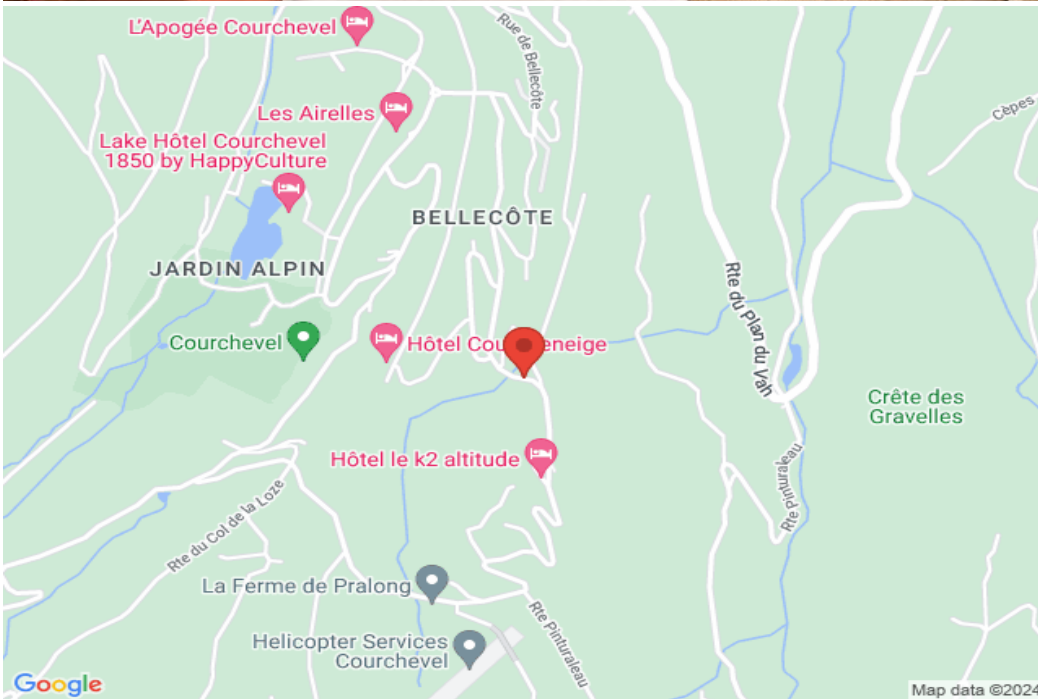 L'Apogée Courchevel
Rue de Bellecôte
Les Airelles
Cèpes
Lake Hôtel Courchevel
1850 by HappyCulture
BELLECÔTE
JARDIN ALPIN
Rte du Plan du Vah
Courchevel
Hôtel Cou eneige
Crête des
Gravelles
Hôtel le k2 altitude
Rte pinturaleau
Rte du Col de la Loze
La Ferme de Pralong
Rte Pinturaleau
Helicopter Services
Courchevel
Google
Map data ©2024